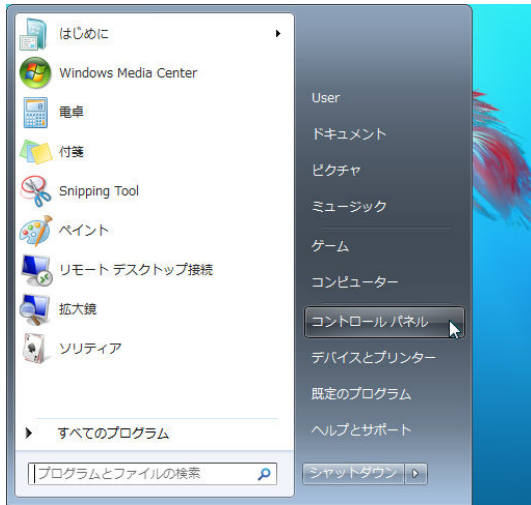 はじめに
Windows Media Center
電卓
付箋
Snipping Tool
ペイント
リモート デスクトップ接続
拡大鏡
ソリティア
すべてのプログラム
プログラムとファイルの検索
User
ドキュメント
ピクチャ
ミュージック
ゲーム
コンピューター
コントロール パネル
デバイスとプリンター
既定のプログラム
ヘルプとサポート
シャットダウン